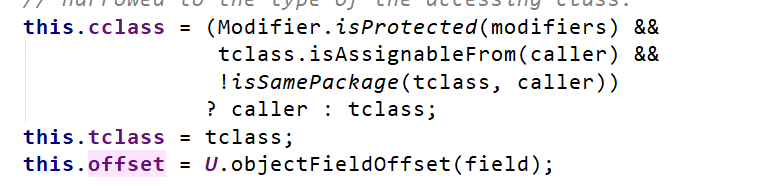 // narrowed to the type of the accessing class.
this.cclass = (Modifier.isProtected(modifiers) &&
tclass.isAssignableFrom(caller) &&
!isSamePackage(tclass, caller))
? caller : tclass;
this.tclass = tclass;
this.offset = U.objectFieldOffset(field);